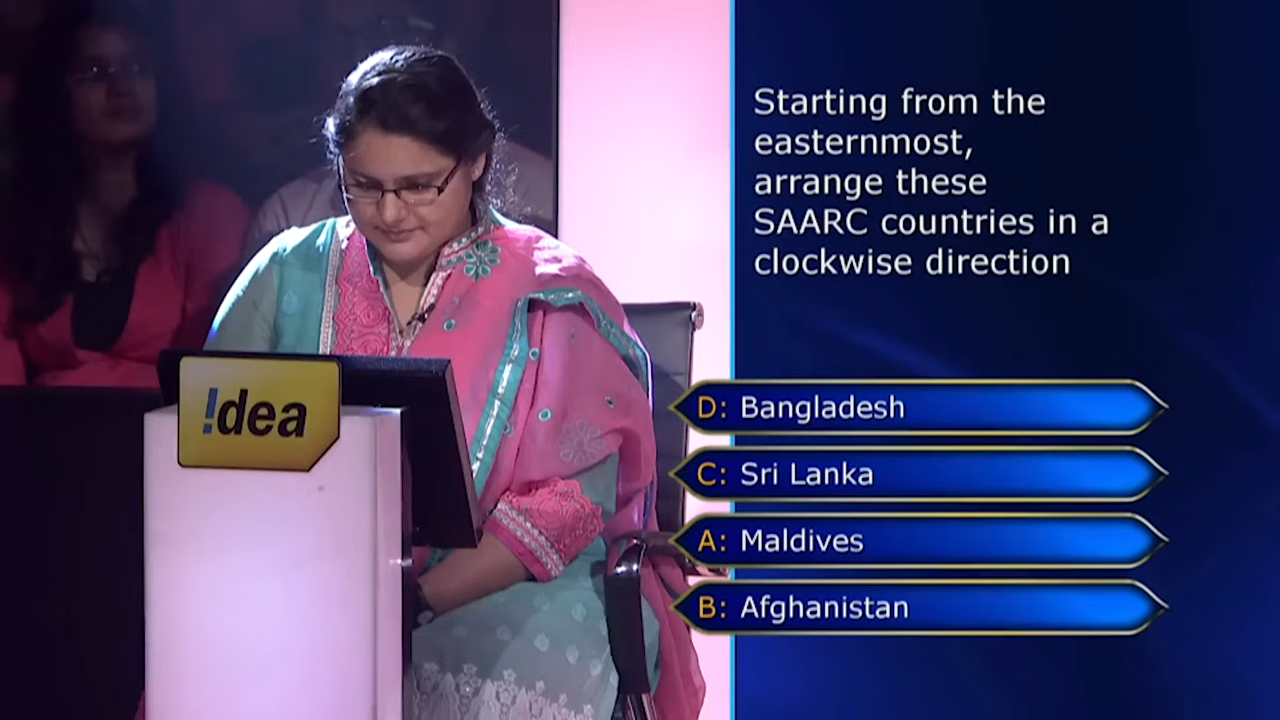 !dea
Starting from the
easternmost,
arrange these
SAARC countries in a
clockwise direction
D: Bangladesh
C: Sri Lanka
A: Maldives
B: Afghanistan